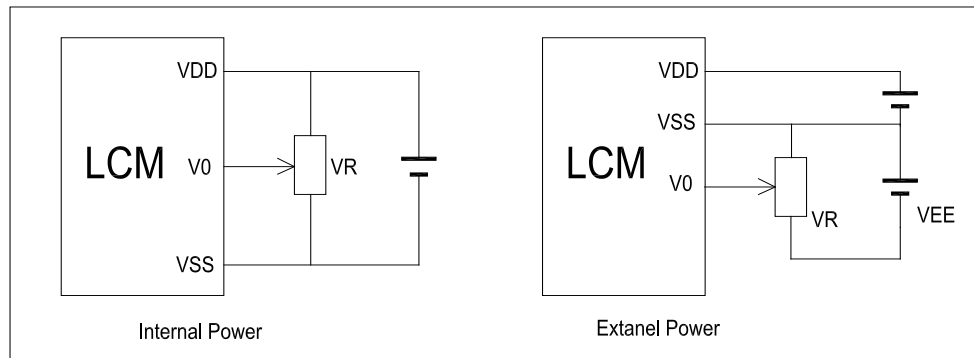 VDD
LCM
V0
VR
VSS
Internal Power
VDD
VSS
LCM
V0
VR
VEE
Extanel Power